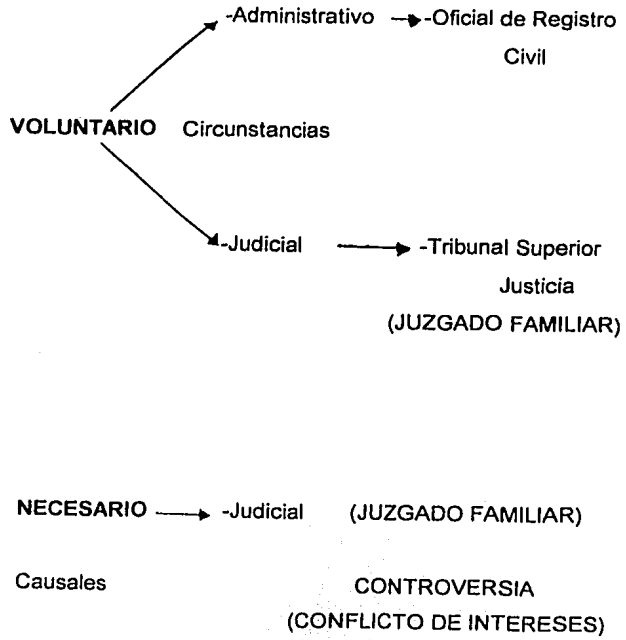 -Administrativo -Oficial de Registro
Civil
VOLUNTARIO Circunstancias
-Judicial -Tribunal Superior
Justicia
(JUZGADO FAMILIAR)
NECESARIO -Judicial (JUZGADO FAMILIAR)
Causales CONTROVERSIA
(CONFLICTO DE INTERESES)